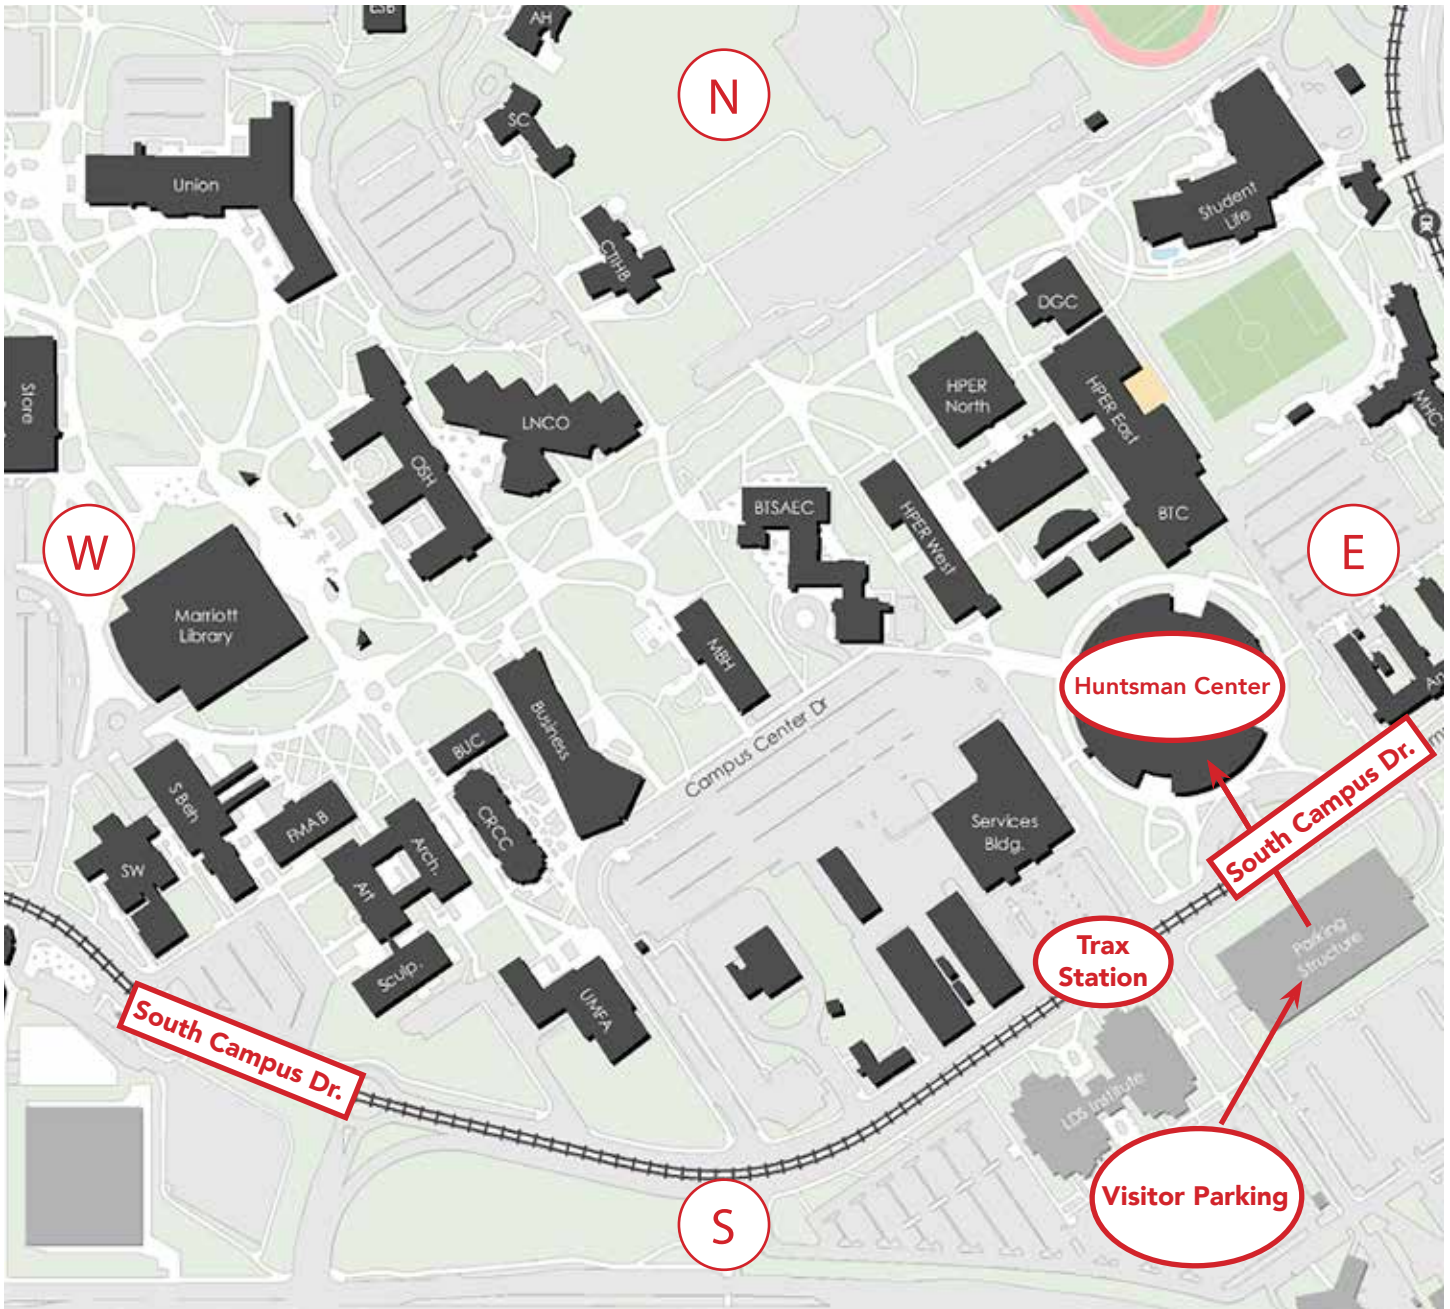 AH
N
SC
Union
Student
Life
CTIHB
DGC
HPER
North
HPER East
Store
LNCO
MHC
OSH
BTSAEC
HPER West
BTC
W
E
Marriott
Library
MBH
Huntsman Center
Business
Campus Center Dr
BUC
South Campus Dr.
S Beh
FMAB
CRCC
Services
Bldg.
Arch.
SW
Art
Parking
Structure
Trax
Station
Sculp.
UMFA
South Campus Dr.
LDS Institute
Visitor Parking
S